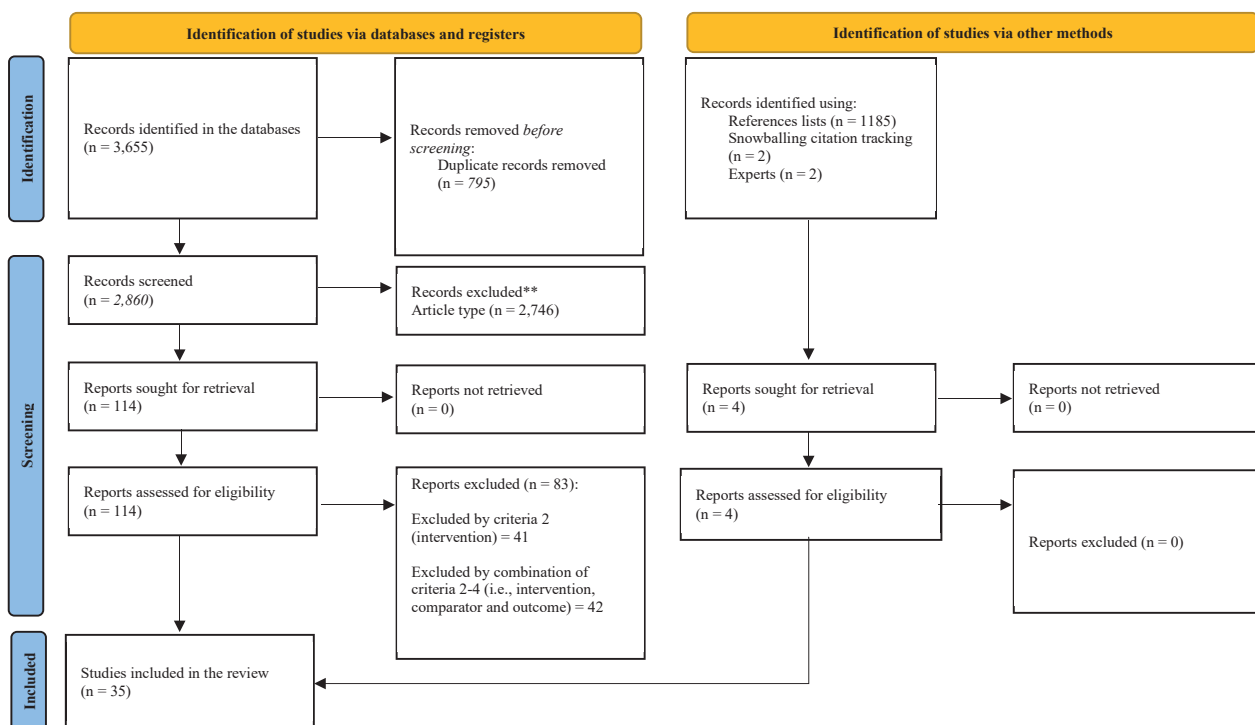 Identification of studies via databases and registers
Identification of studies via other methods
Identification
Records identified in the databases
(n = 3,655)
Records removed before
screening:
Duplicate records removed
(n = 795)
Records identified using:
References lists (n = 1185)
Snowballing citation tracking
(n = 2)
Experts (n = 2)
Screening
Records screened
(n = 2,860)
Records excluded**
Article type (n = 2,746)
Reports sought for retrieval
(n = 114)
Reports not retrieved
(n = 0)
Reports sought for retrieval
(n = 4)
Reports not retrieved
(n = 0)
Reports assessed for eligibility
(n = 114)
Reports excluded (n = 83):
Excluded by criteria 2
(intervention) = 41
Excluded by combination of
criteria 2-4 (i.e., intervention,
comparator and outcome) = 42
Reports assessed for eligibility
(n = 4)
Reports excluded (n = 0)
Included
Studies included in the review
(n = 35)